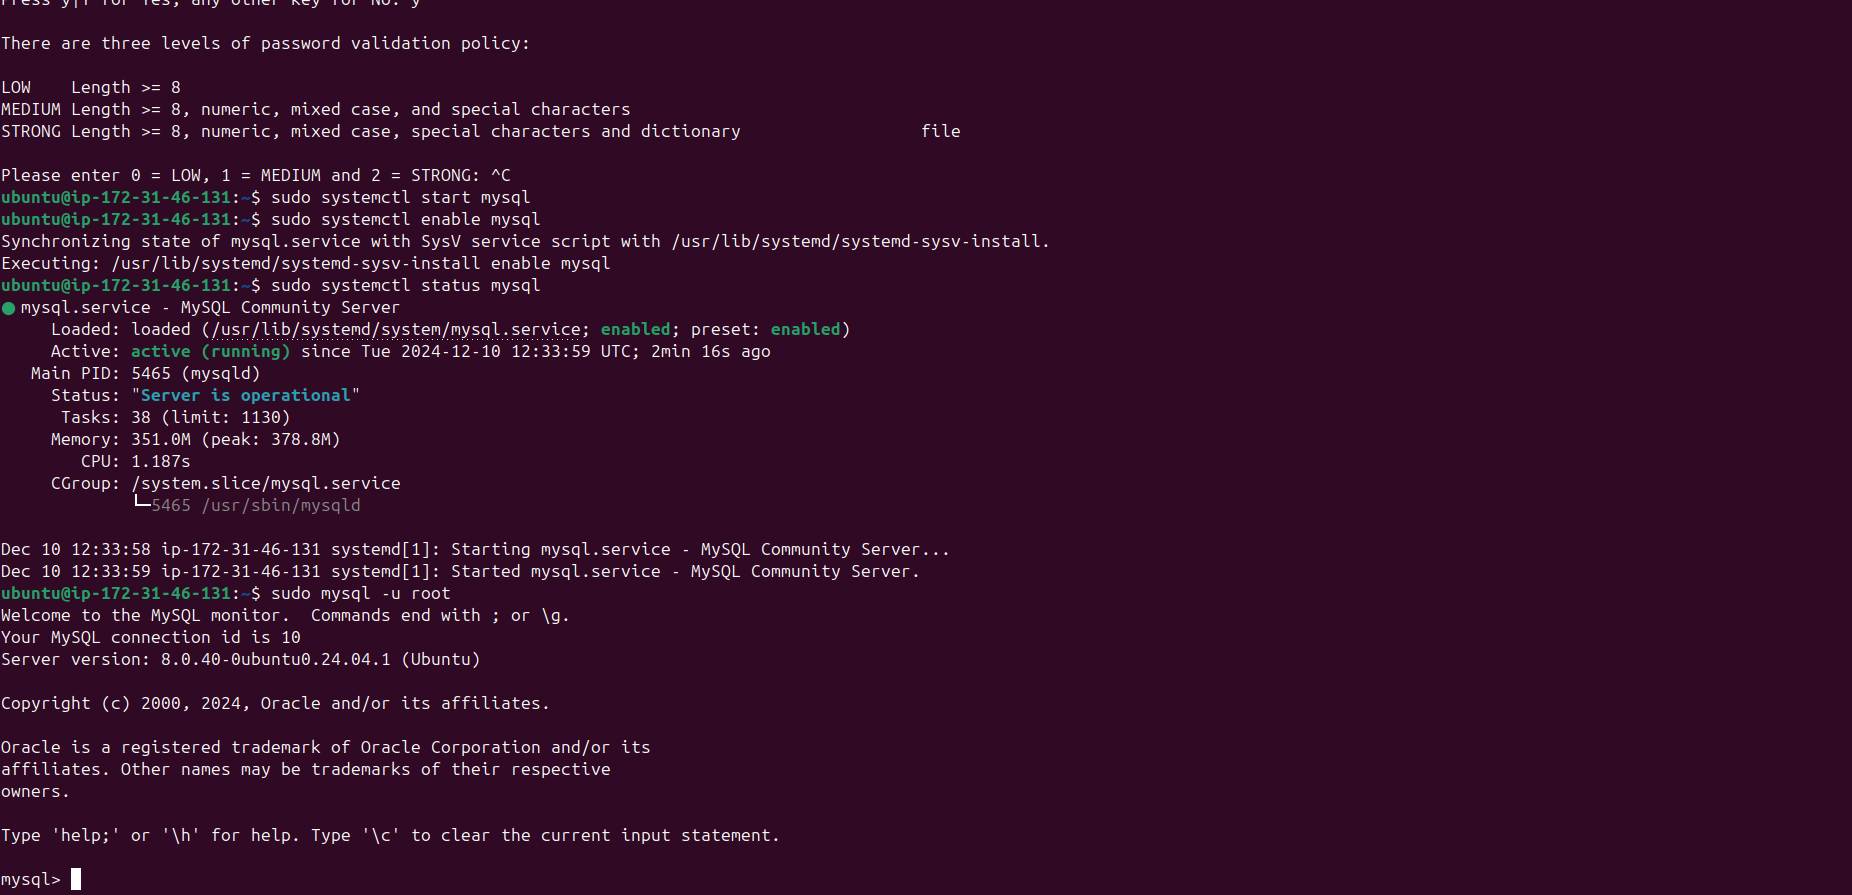 Press y|Y for Yes, any other key for No: y
There are three levels of password validation policy:
LOW    Length >= 8
MEDIUM Length >= 8, numeric, mixed case, and special characters
STRONG Length >= 8, numeric, mixed case, special characters and dictionary                  file
Please enter 0 = LOW, 1 = MEDIUM and 2 = STRONG: ^C
ubuntu@ip-172-31-46-131:~$ sudo systemctl start mysql
ubuntu@ip-172-31-46-131:~$ sudo systemctl enable mysql
Synchronizing state of mysql.service with SysV service script with /usr/lib/systemd/systemd-sysv-install.
Executing: /usr/lib/systemd/systemd-sysv-install enable mysql
ubuntu@ip-172-31-46-131:~$ sudo systemctl status mysql
● mysql.service - MySQL Community Server
     Loaded: loaded (/usr/lib/systemd/system/mysql.service; enabled; preset: enabled)
     Active: active (running) since Tue 2024-12-10 12:33:59 UTC; 2min 16s ago
   Main PID: 5465 (mysqld)
     Status: "Server is operational"
      Tasks: 38 (limit: 1130)
     Memory: 351.0M (peak: 378.8M)
        CPU: 1.187s
     CGroup: /system.slice/mysql.service
             └─5465 /usr/sbin/mysqld
Dec 10 12:33:58 ip-172-31-46-131 systemd[1]: Starting mysql.service - MySQL Community Server...
Dec 10 12:33:59 ip-172-31-46-131 systemd[1]: Started mysql.service - MySQL Community Server.
ubuntu@ip-172-31-46-131:~$ sudo mysql -u root
Welcome to the MySQL monitor.  Commands end with ; or \g.
Your MySQL connection id is 10
Server version: 8.0.40-0ubuntu0.24.04.1 (Ubuntu)
Copyright (c) 2000, 2024, Oracle and/or its affiliates.
Oracle is a registered trademark of Oracle Corporation and/or its
affiliates. Other names may be trademarks of their respective
owners.
Type 'help;' or '\h' for help. Type '\c' to clear the current input statement.
mysql>